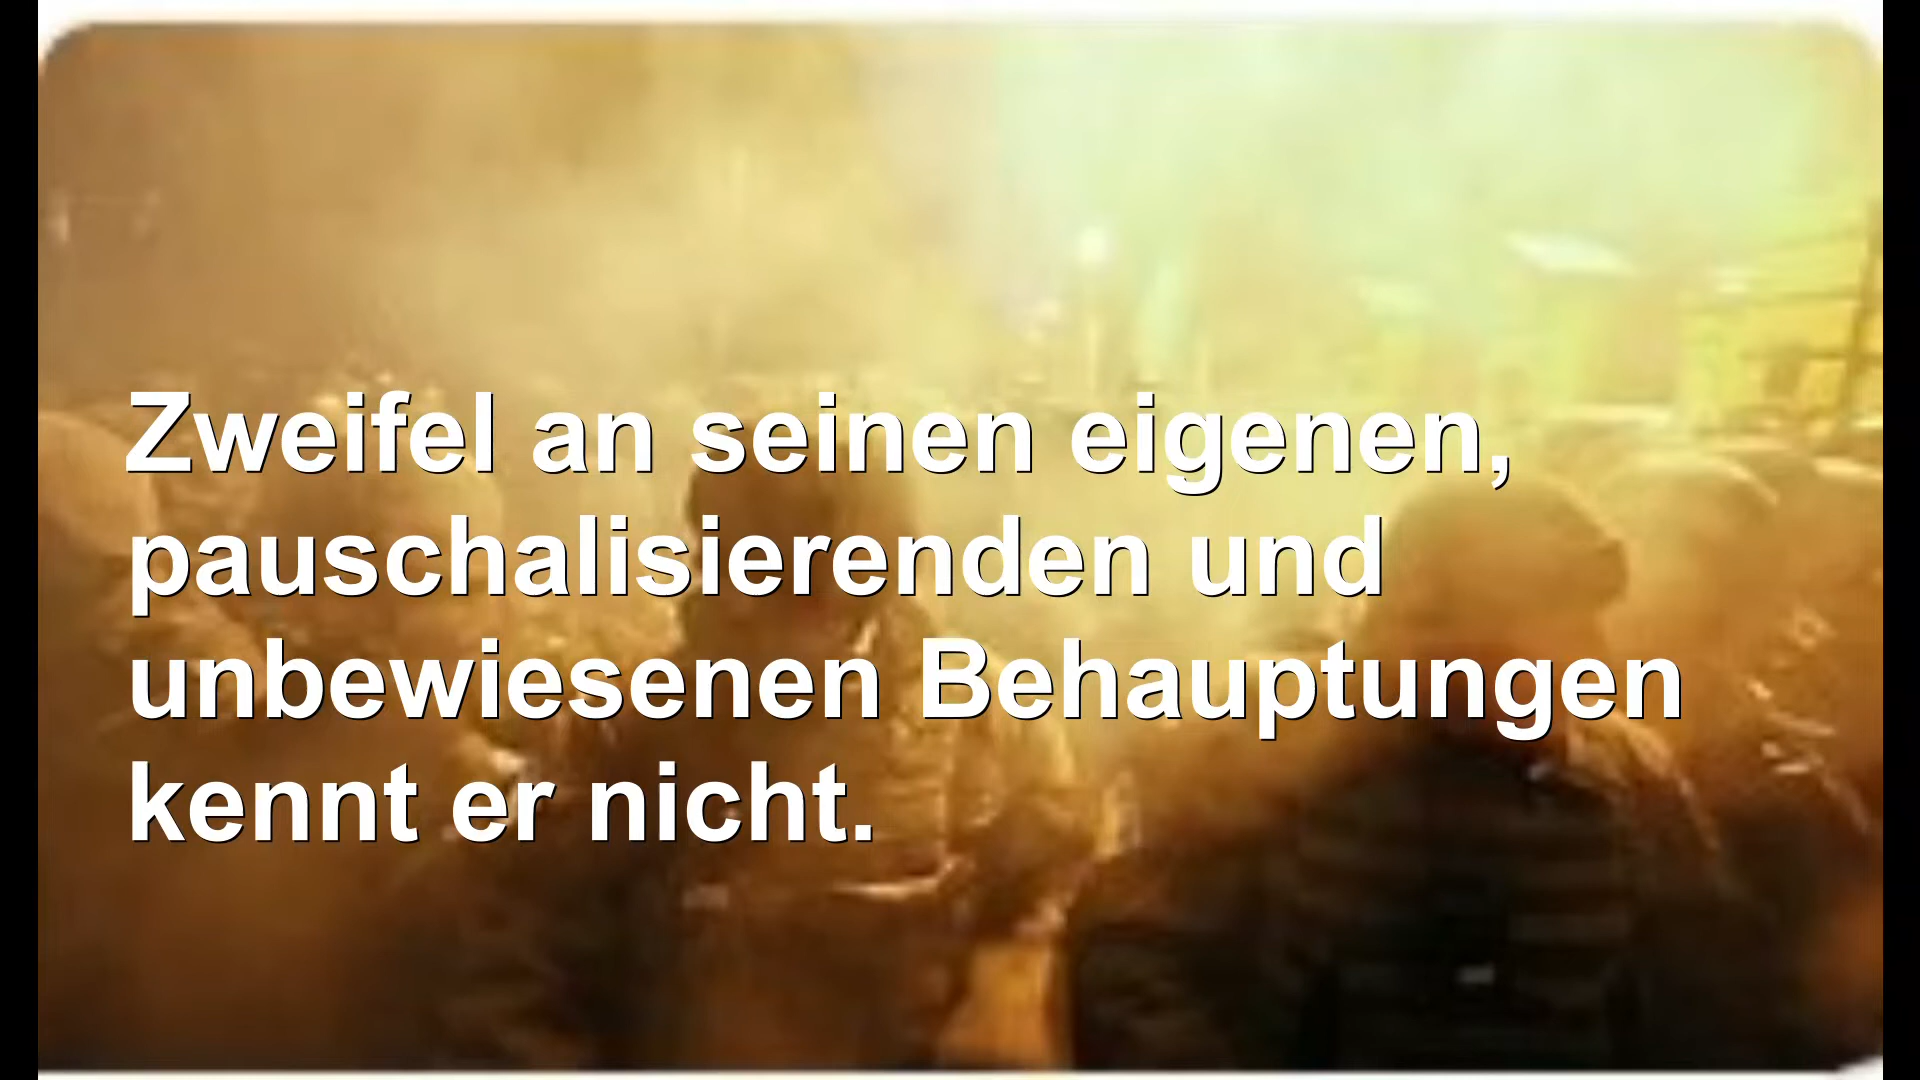 Zweifel an seinen eigenen,
pauschalisierenden und
unbewiesenen Behauptungen
kennt er nicht.